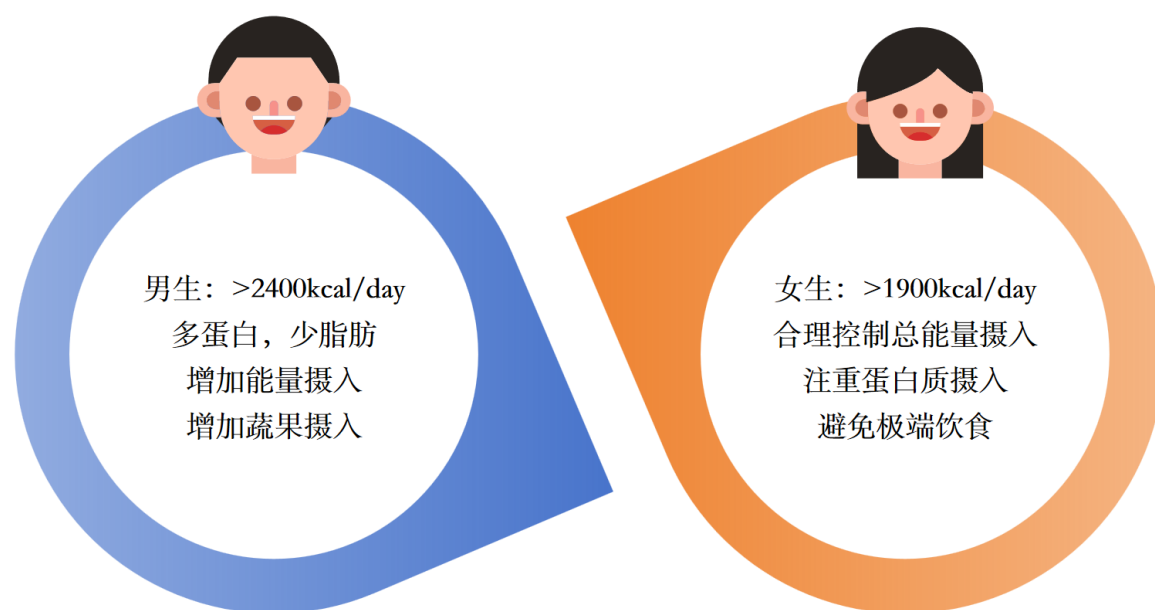 男生：>2400kcal/day
多蛋白，少脂肪
增加能量摄入
增加蔬果摄入
女生：>1900kcal/day
合理控制总能量摄入
注重蛋白质摄入
避免极端饮食